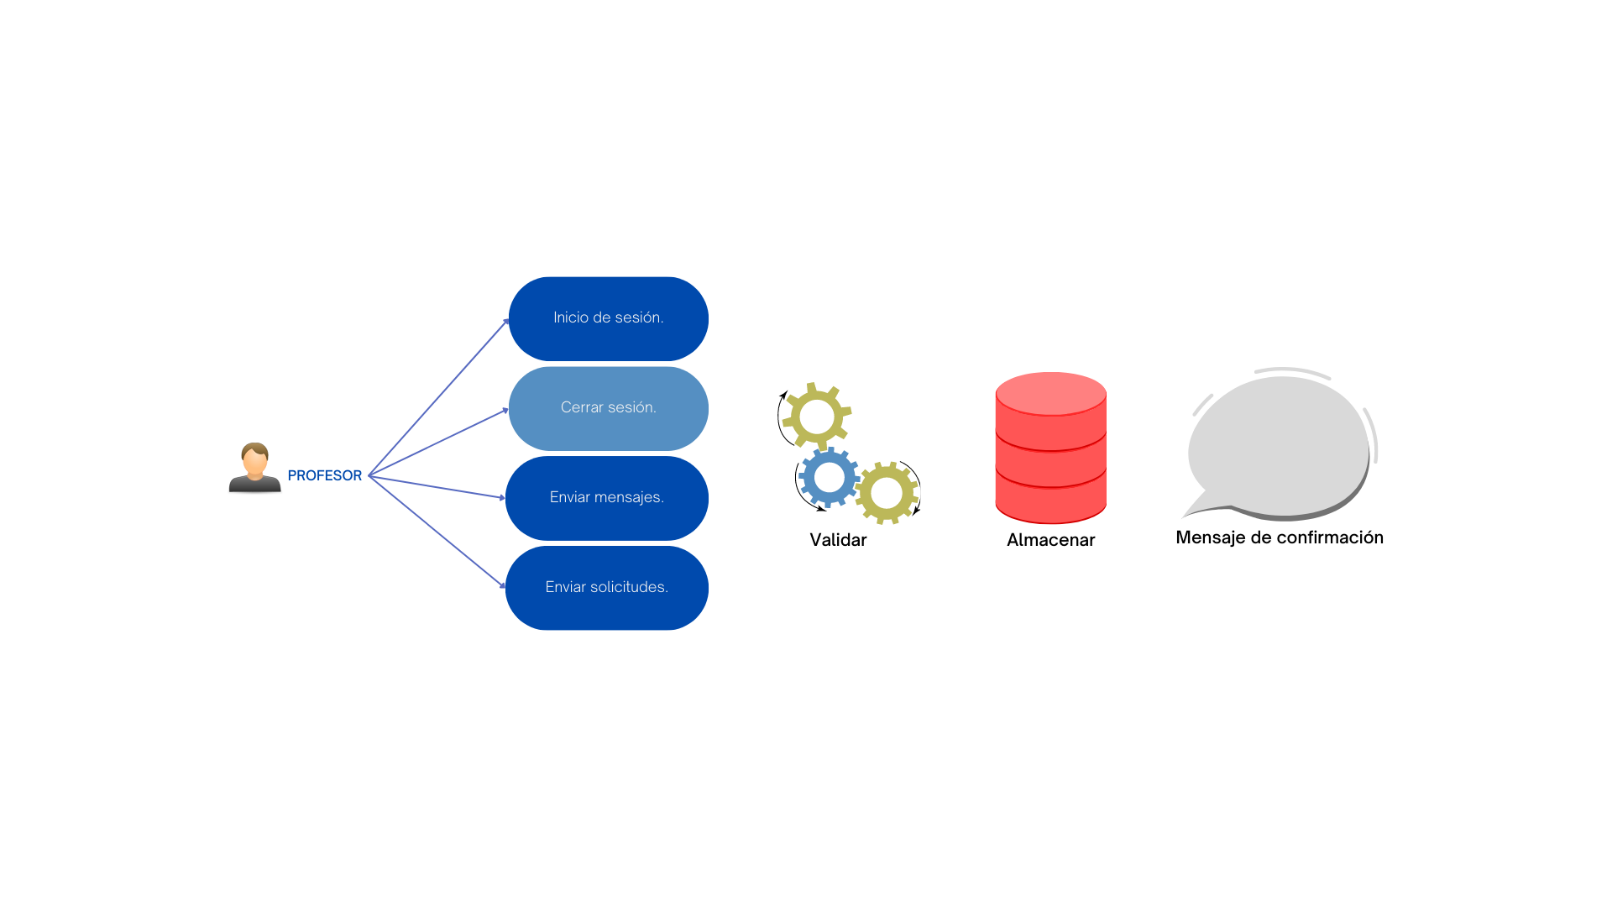 PROFESOR
Inicio de sesión.
Cerrar sesión.
Enviar mensajes.
Enviar solicitudes.
Validar
Almacenar
Mensaje de confirmación